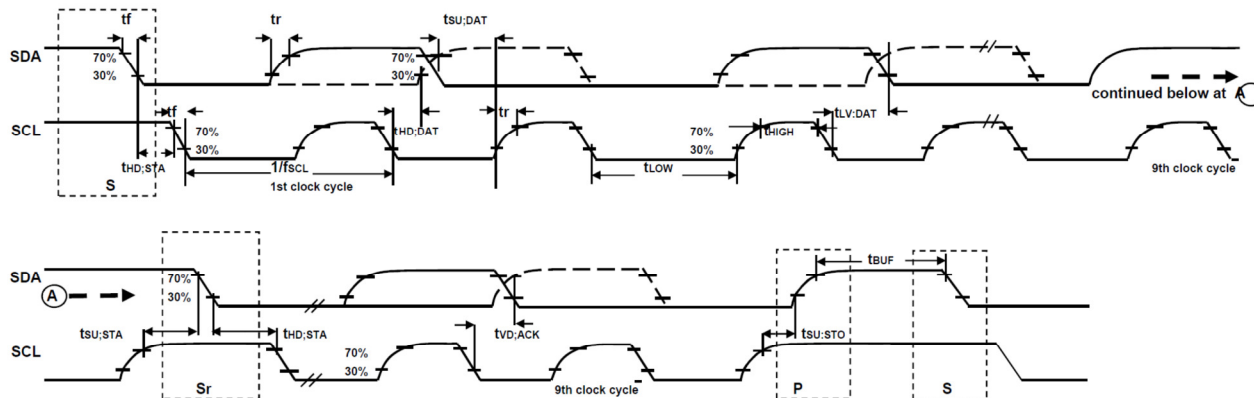 tf
tr
tSU;DAT
SDA
70%
30%
70%
30%
continued below at A
tf
tHD;DAT
tr
tLV;DAT
SCL
70%
30%
70%
30%
tHIGH
tHD;STA
1/fSCL
tLOW
S
1st clock cycle
9th clock cycle
tBUF
SDA
70%
30%
A
tSU;STA
tHD;STA
tVD;ACK
tSU;STO
SCL
70%
30%
Sr
9th clock cycle
P
S